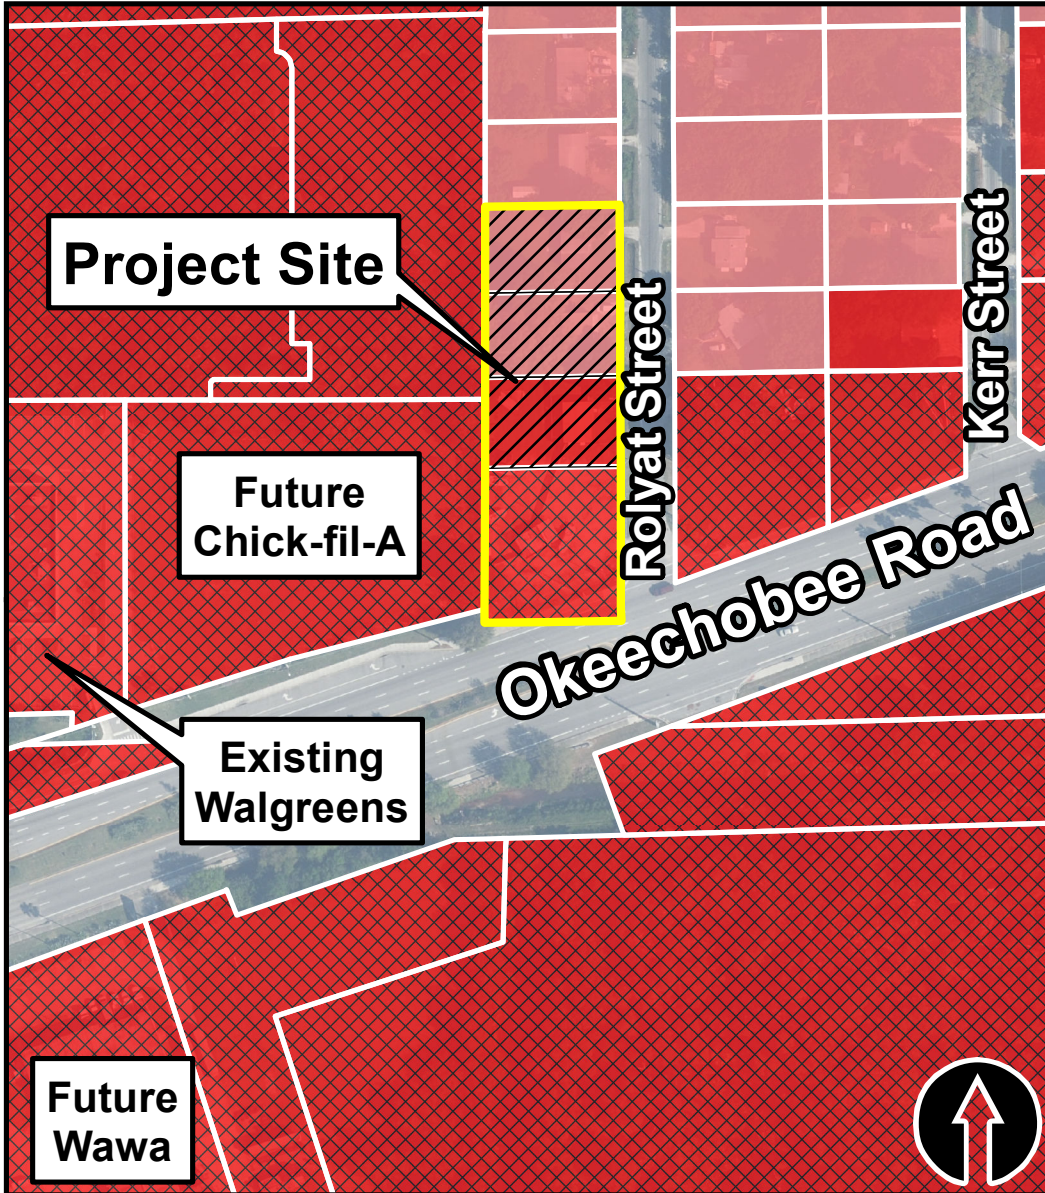 Project Site
Rolyat Street
Kerr Street
Future
Chick-fil-A
Okeechobee Road
Existing
Walgreens
Future
Wawa